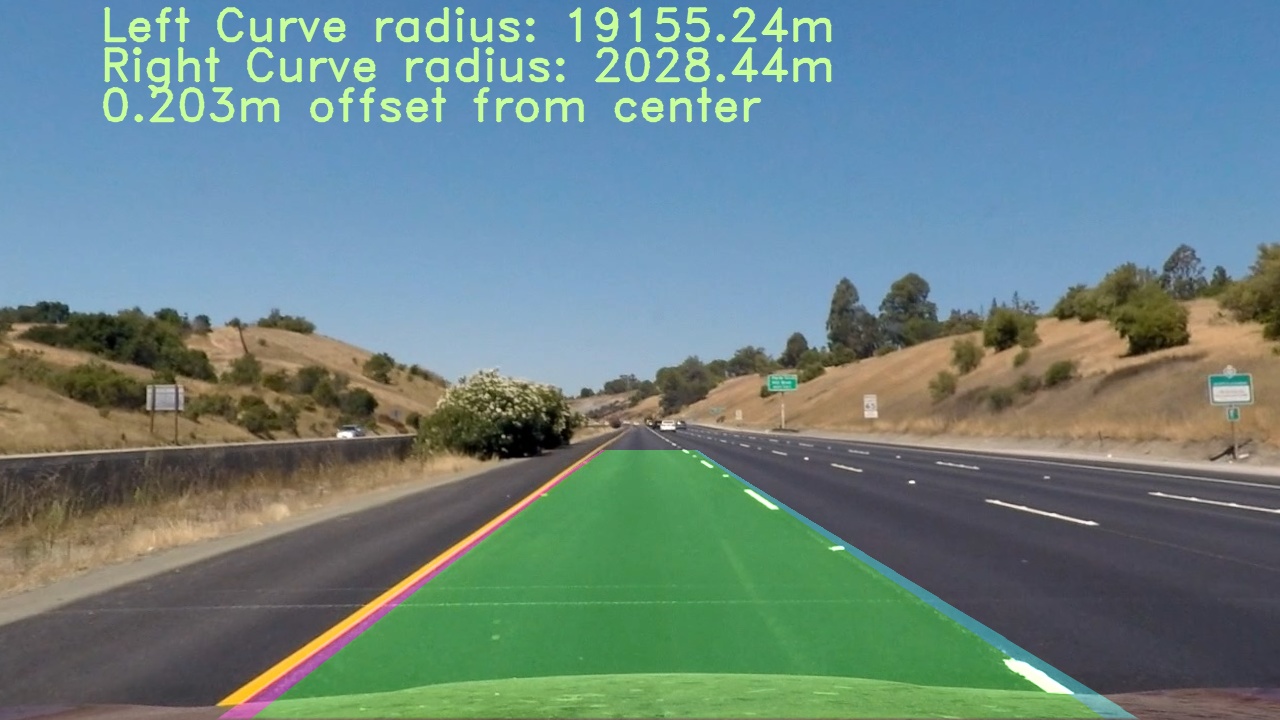 Left Curve radius: 19155.24m
Right Curve radius: 2028.44m
0.203m offset from center